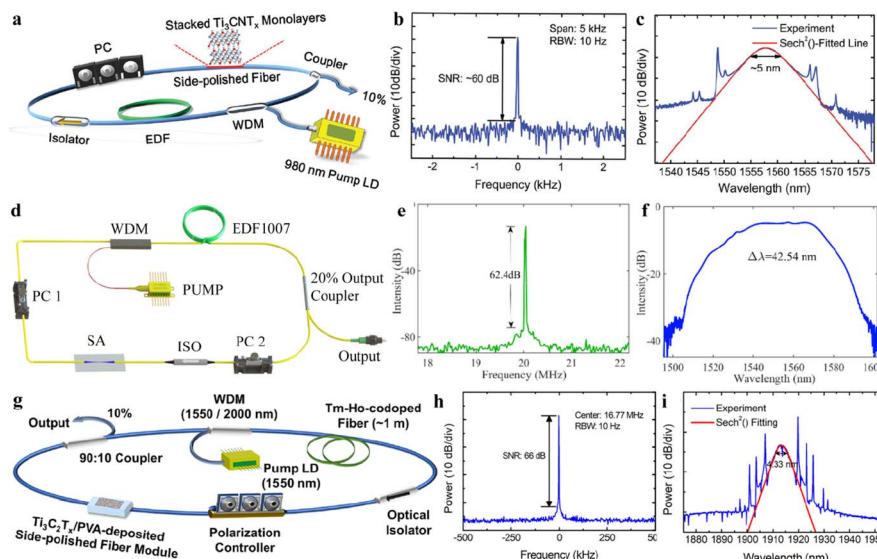 a
Stacked Ti3CNTx Monolayers
PC
Side-polished Fiber
Coupler
10%
Isolator
EDF
WDM
980 nm Pump LD
b
Span: 5 kHz
RBW: 10 Hz
SNR: ~60 dB
Power (10dB/div)
-2 -1 0 1 2
Frequency (kHz)
c
Experiment
Sech²()-Fitted Line
~5 nm
Power (10 dB/div)
1540 1545 1550 1555 1560 1565 1570 1575
Wavelength (nm)
d
WDM
EDF1007
PC 1
PUMP
20% Output
Coupler
SA
ISO
PC 2
Output
e
62.4dB
Intensity (dB)
0
-40
-80
18 19 20 21 22
Frequency (MHz)
f
Δλ=42.54 nm
Intensity (dB)
0
-20
-40
1500 1520 1540 1560 1580
Wavelength (nm)
g
WDM
(1550 / 2000 nm)
Tm-Ho-codoped
Fiber (~1 m)
Output
10%
90:10 Coupler
Pump LD
(1550 nm)
Ti3C2Tx/PVA-deposited
Side-polished Fiber Module
Polarization
Controller
Optical
Isolator
h
Center: 16.77 MHz
RBW: 10 Hz
SNR: 66 dB
Power (10 dB/div)
-500 -250 0 250
Frequency (kHz)
i
Experiment
Sech²() Fitting
4.33 nm
Power (10 dB/div)
1880 1890 1900 1910 1920 1930 1940
Wavelength (nm)